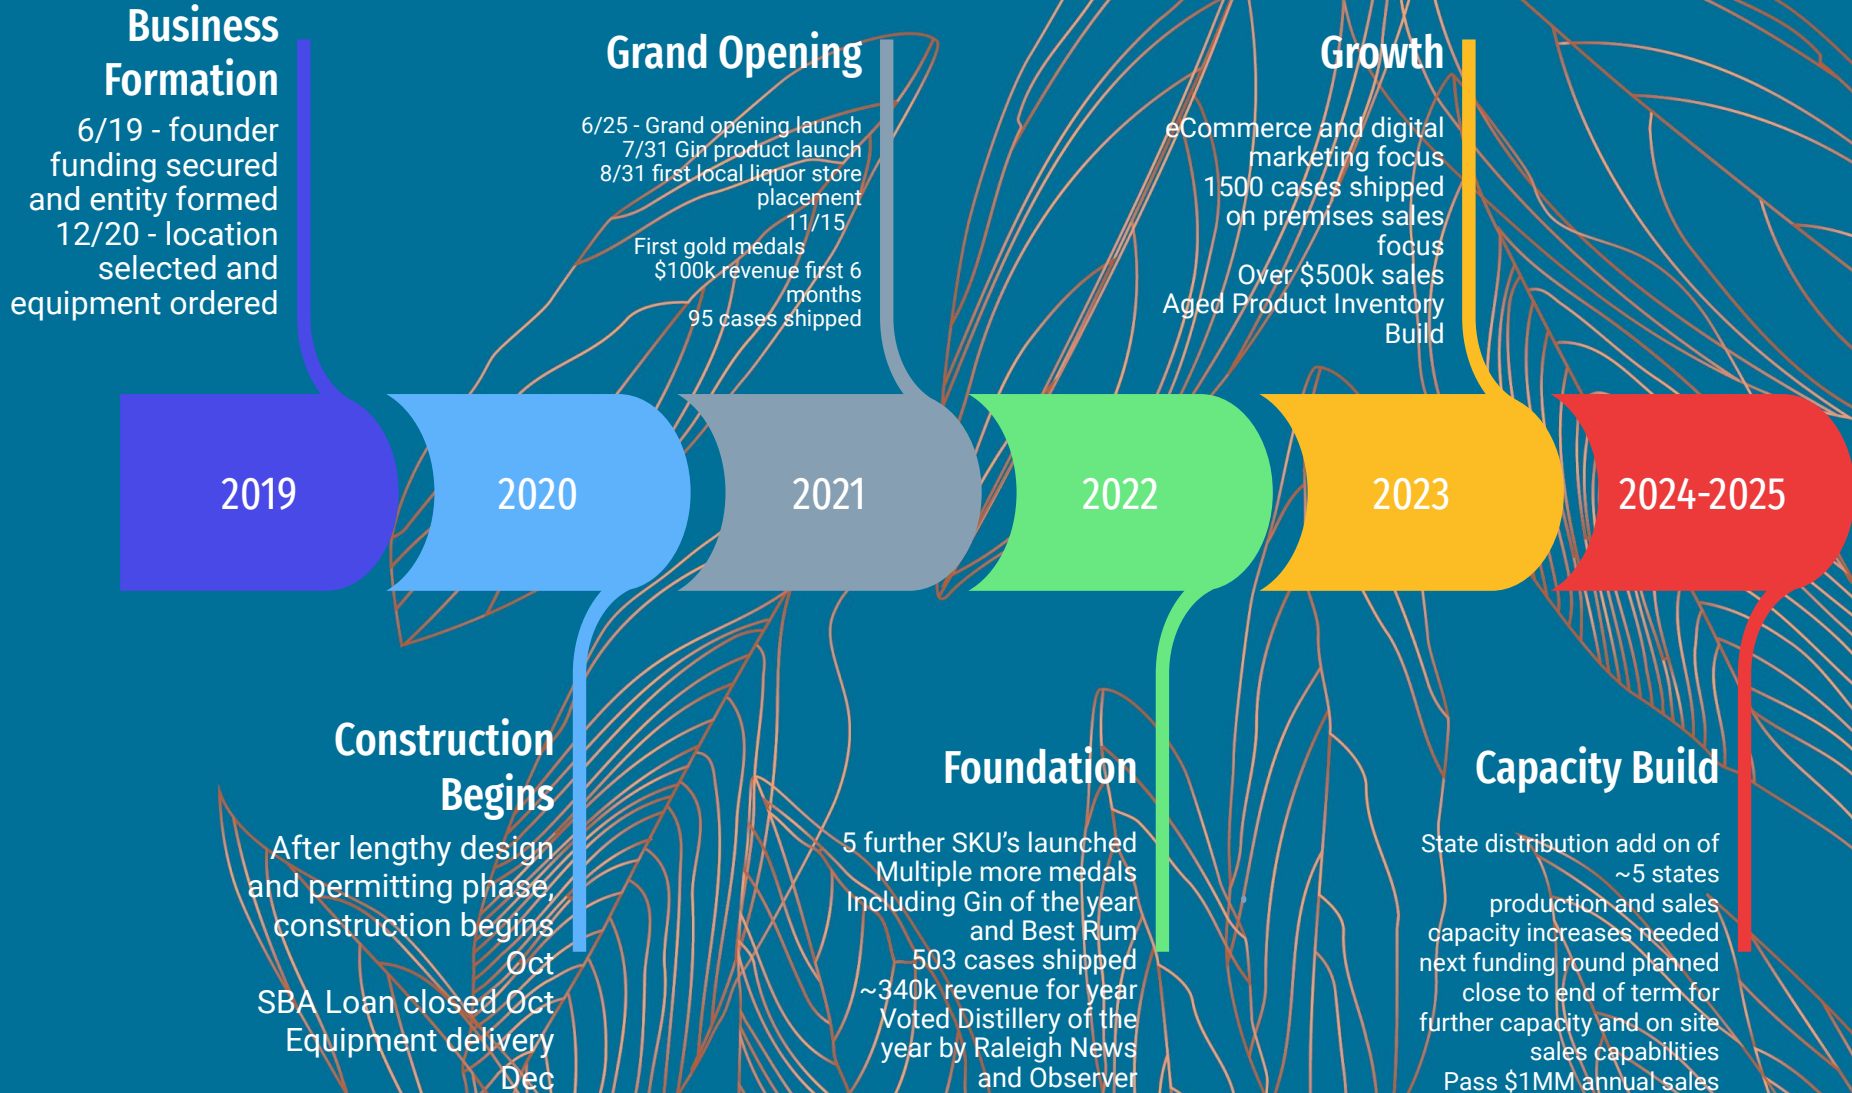 Business
Formation
6/19 - founder
funding secured
and entity formed
12/20 - location
selected and
equipment ordered
Grand Opening
6/25 - Grand opening launch
7/31 Gin product launch
8/31 first local liquor store
placement
11/15
First gold medals
$100k revenue first 6
months
95 cases shipped
Growth
eCommerce and digital
marketing focus
1500 cases shipped
on premises sales
focus
Over $500k sales
Aged Product Inventory
Build
2019
2020
2021
2022
2023
2024-2025
Construction
Begins
After lengthy design
and permitting phase,
construction begins
Oct
SBA Loan closed Oct
Equipment delivery
Dec
Foundation
5 further SKU’s launched
Multiple more medals
Including Gin of the year
and Best Rum
503 cases shipped
~340k revenue for year
Voted Distillery of the
year by Raleigh News
and Observer
Capacity Build
State distribution add on of
~5 states
production and sales
capacity increases needed
next funding round planned
close to end of term for
further capacity and on site
sales capabilities
Pass $1MM annual sales